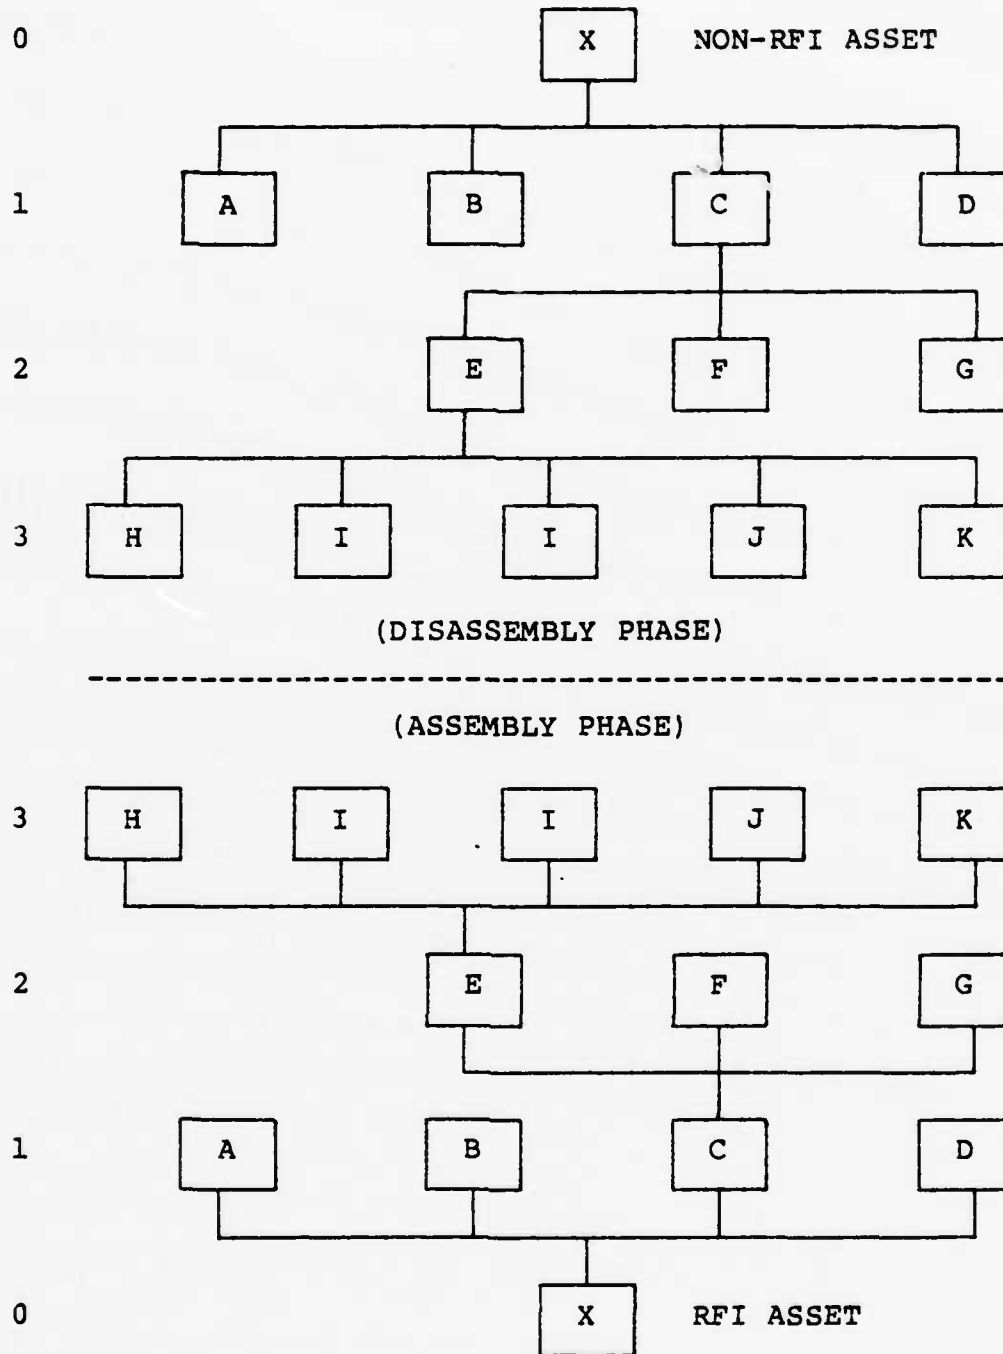 0 X NON-RFI ASSET
1 A B C D
2 E F G
3 H I I J K
(DISASSEMBLY PHASE)
(ASSEMBLY PHASE)
3 H I I J K
2 E F G
1 A B C D
0 X RFI ASSET